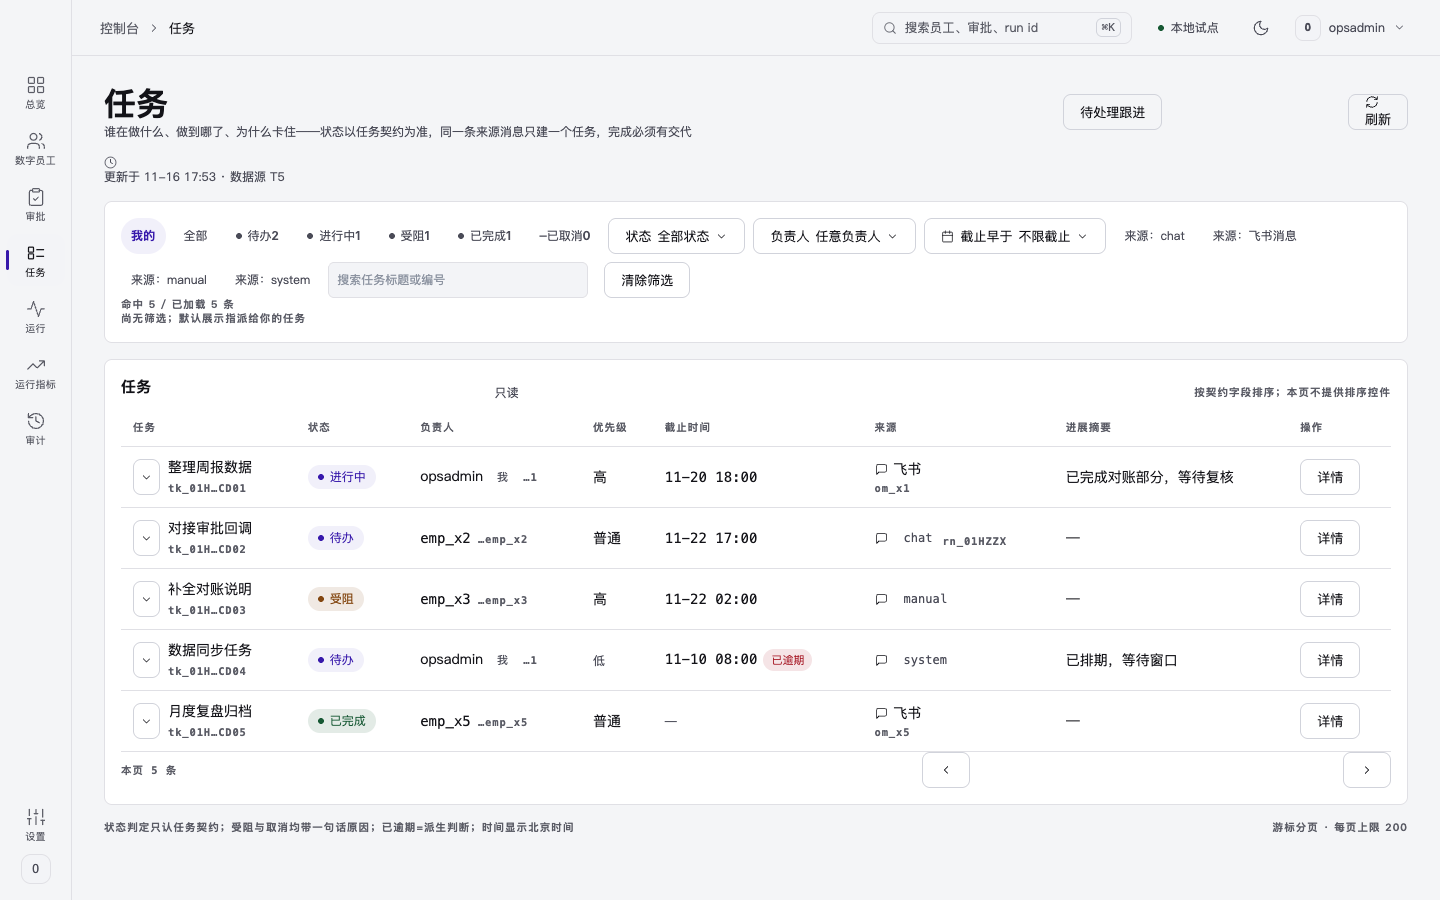 控制台 > 任务
搜索员工、审批、run id ⌘K
本地试点
0 opsadmin
总览
数字员工
审批
任务
运行
运行指标
审计
设置
0
任务
谁在做什么、做到哪了、为什么卡住——状态以任务契约为准，同一条来源消息只建一个任务，完成必须有交代
待处理跟进
刷新
更新于 11-16 17:53 · 数据源 T5
我的 全部 待办2 进行中1 受阻1 已完成1 –已取消0 状态 全部状态 负责人 任意负责人 截止早于 不限截止 来源：chat 来源：飞书消息
来源：manual 来源：system 搜索任务标题或编号 清除筛选
命中 5 / 已加载 5 条
尚无筛选；默认展示指派给你的任务
任务 只读 按契约字段排序；本页不提供排序控件
任务 状态 负责人 优先级 截止时间 来源 进展摘要 操作
整理周报数据 进行中 opsadmin 我 …1 高 11-20 18:00 飞书 已完成对账部分，等待复核 详情
tk_01H…CD01 om_x1
对接审批回调 待办 emp_x2 …emp_x2 普通 11-22 17:00 chat rn_01HZZX — 详情
tk_01H…CD02
补全对账说明 受阻 emp_x3 …emp_x3 高 11-22 02:00 manual — 详情
tk_01H…CD03
数据同步任务 待办 opsadmin 我 …1 低 11-10 08:00 已逾期 system 已排期，等待窗口 详情
tk_01H…CD04
月度复盘归档 已完成 emp_x5 …emp_x5 普通 — 飞书 — 详情
tk_01H…CD05 om_x5
本页 5 条
状态判定只认任务契约；受阻与取消均带一句话原因；已逾期=派生判断；时间显示北京时间
游标分页 · 每页上限 200